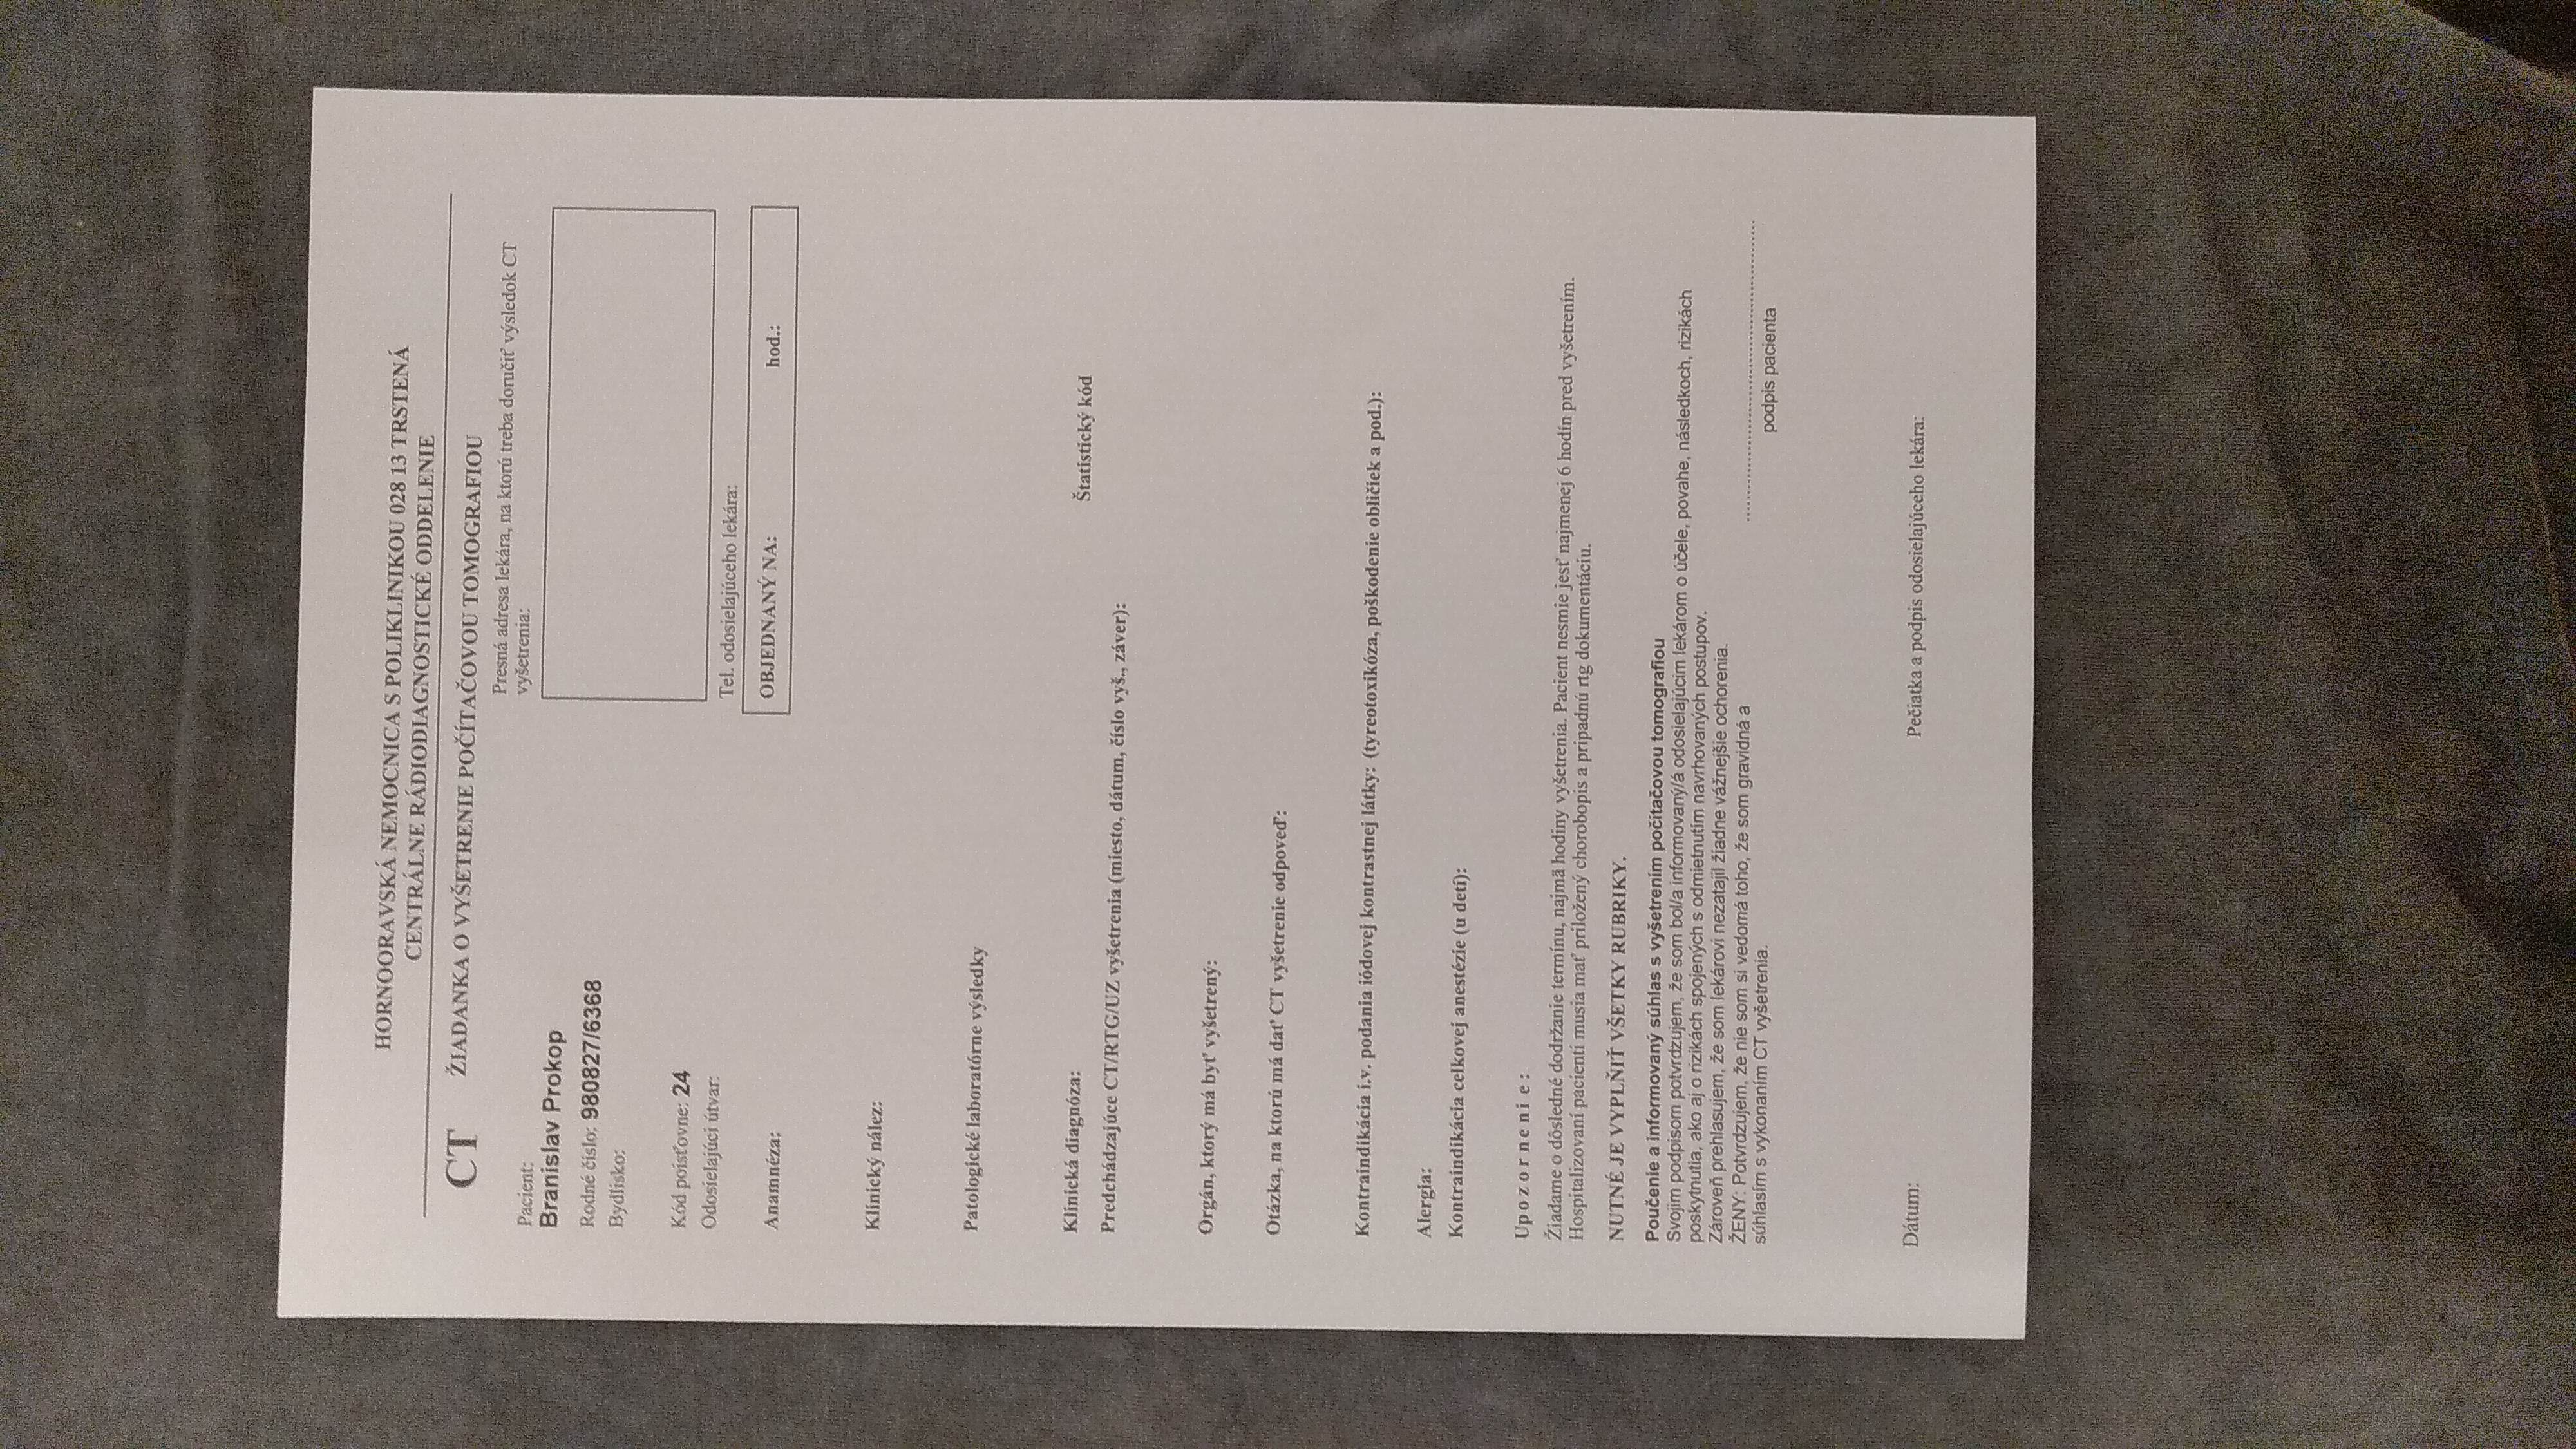 HORNOORAVSKÁ NEMOCNICA S POLIKLINIKOU 028 13 TRSTENÁ
CENTRÁLNE RÁDIODIAGNOSTICKÉ ODDELENIE
CT ŽIADANKA O VYŠETRENIE POČÍTAČOVOU TOMOGRAFIOU
Presná adresa lekára, na ktorú treba doručiť výsledok CT
vyšetrenia:
Pacient:
Branislav Prokop
Rodné číslo: 980827/6368
Bydlisko:
Kód poisťovne: 24
Odosielajúci útvar:
Tel. odosielajúceho lekára:
OBJEDNANÝ NA: hod.:
Anamnéza:
Klinický nález:
Patologické laboratórne výsledky
Klinická diagnóza: Štatistický kód
Predchádzajúce CT/RTG/UZ vyšetrenia (miesto, dátum, číslo vyš., záver):
Orgán, ktorý má byť vyšetrený:
Otázka, na ktorú má dať CT vyšetrenie odpoveď:
Kontraindikácia i.v. podania iódovej kontrastnej látky: (tyreotoxikóza, poškodenie obličiek a pod.):
Alergia:
Kontraindikácia celkovej anestézie (u detí):
Upozornenie:
Žiadame o dôsledné dodržanie termínu, najmä hodiny vyšetrenia. Pacient nesmie jesť najmenej 6 hodín pred vyšetrením.
Hospitalizovaní pacienti musia mať priložený chorobopis a pripadnú rtg dokumentáciu.
NUTNÉ JE VYPLŇIŤ VŠETKY RUBRIKY.
Poučenie a informovaný súhlas s vyšetrením počítačovou tomografiou
Svojim podpisom potvrdzujem, že som bol/a informovaný/á odosielajúcim lekárom o účele, povahe, následkoch, rizikách
poskytnutia, ako aj o rizikách spojených s odmietnutím navrhovaných postupov.
Zároveň prehlasujem, že som lekárovi nezatajil žiadne vážnejšie ochorenia.
ŽENY: Potvrdzujem, že nie som si vedomá toho, že som gravidná a
súhlasím s vykonaním CT vyšetrenia.
podpis pacienta
Dátum: Pečiatka a podpis odosielajúceho lekára: